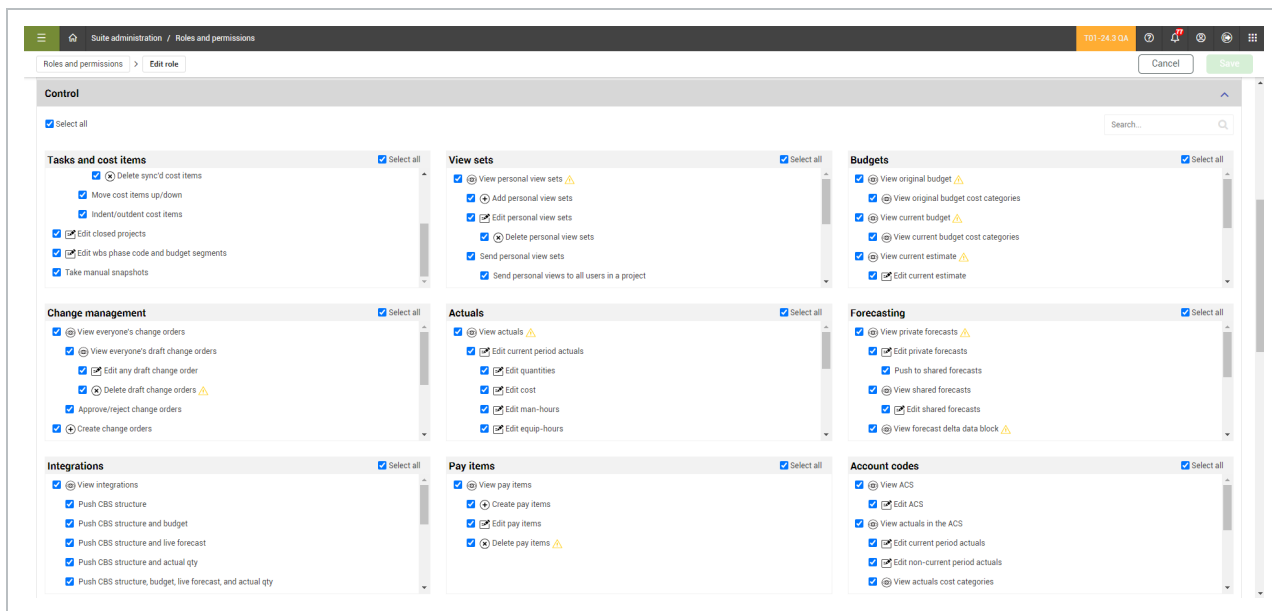 Suite administration / Roles and permissions
T01-24.3 QA
77
Roles and permissions > Edit role
Cancel
Save
Control
Select all
Search...
Tasks and cost items
Select all
Delete sync'd cost items
Move cost items up/down
Indent/outdent cost items
Edit closed projects
Edit wbs phase code and budget segments
Take manual snapshots
View sets
Select all
View personal view sets
Add personal view sets
Edit personal view sets
Delete personal view sets
Send personal view sets
Send personal views to all users in a project
Budgets
Select all
View original budget
View original budget cost categories
View current budget
View current budget cost categories
View current estimate
Edit current estimate
Change management
Select all
View everyone's change orders
View everyone's draft change orders
Edit any draft change order
Delete draft change orders
Approve/reject change orders
Create change orders
Actuals
Select all
View actuals
Edit current period actuals
Edit quantities
Edit cost
Edit man-hours
Edit equip-hours
Forecasting
Select all
View private forecasts
Edit private forecasts
Push to shared forecasts
View shared forecasts
Edit shared forecasts
View forecast delta data block
Integrations
Select all
View integrations
Push CBS structure
Push CBS structure and budget
Push CBS structure and live forecast
Push CBS structure and actual qty
Push CBS structure, budget, live forecast, and actual qty
Pay items
Select all
View pay items
Create pay items
Edit pay items
Delete pay items
Account codes
Select all
View ACS
Edit ACS
View actuals in the ACS
Edit current period actuals
Edit non-current period actuals
View actuals cost categories